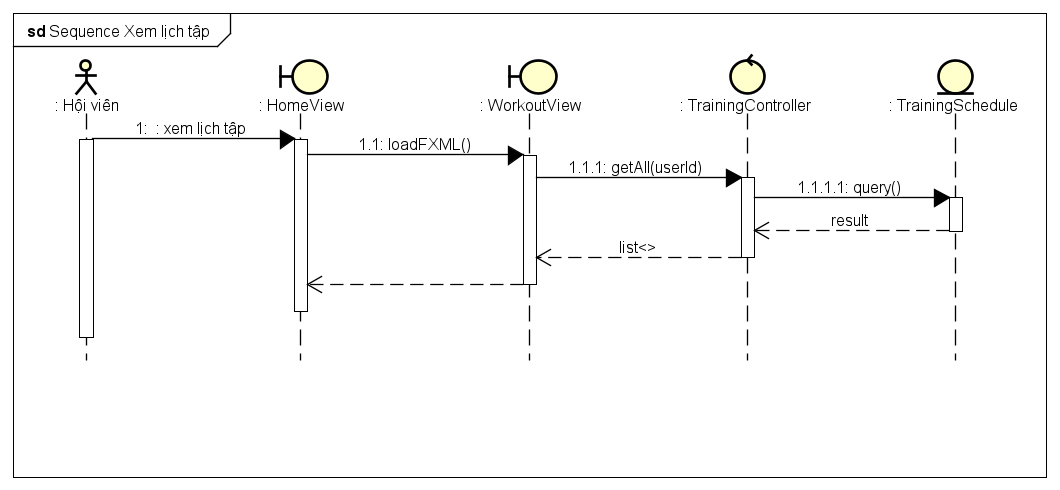 sd Sequence Xem lịch tập
: Hội viên
: HomeView
: WorkoutView
: TrainingController
: TrainingSchedule
1: : xem lịch tập
1.1: loadFXML()
1.1.1: getAll(userId)
1.1.1.1: query()
result
list<>